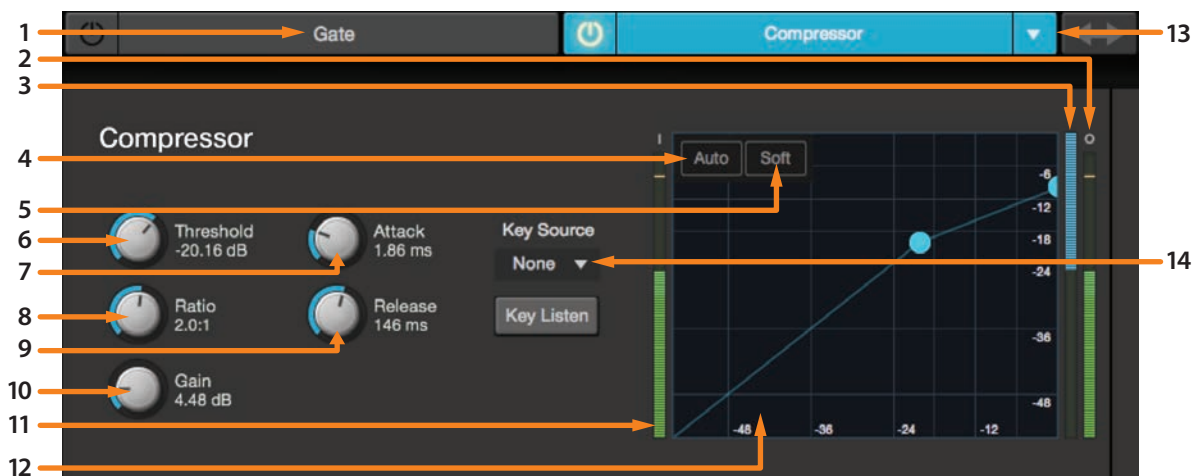 1
Gate
Compressor
13
2
3
Compressor
I
O
4
Auto
Soft
-6
5
-12
6
Threshold
-20.16 dB
Attack
1.86 ms
Key Source
-18
7
None
-24
14
8
Ratio
2.0:1
Release
146 ms
Key Listen
9
-36
10
Gain
4.48 dB
-48
11
-48
-36
-24
-12
12